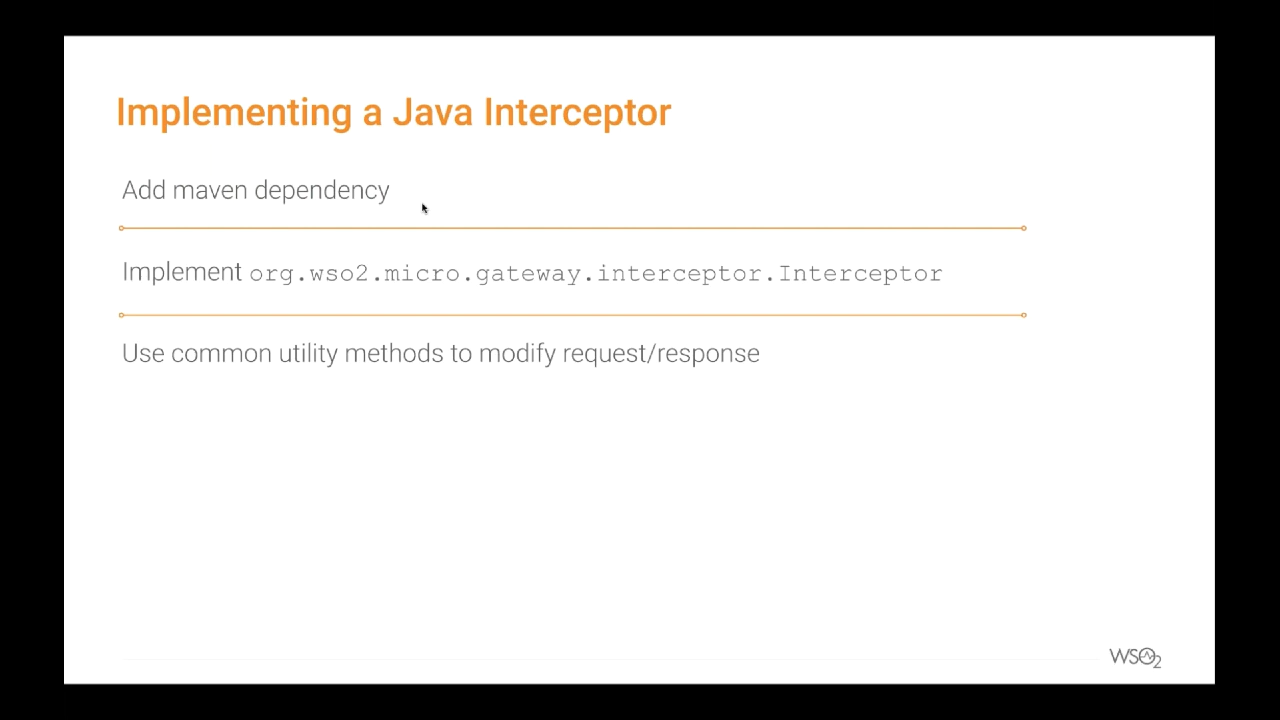 Implementing a Java Interceptor
Add maven dependency
Implement org.wso2.micro.gateway.interceptor.Interceptor
Use common utility methods to modify request/response
WSO2